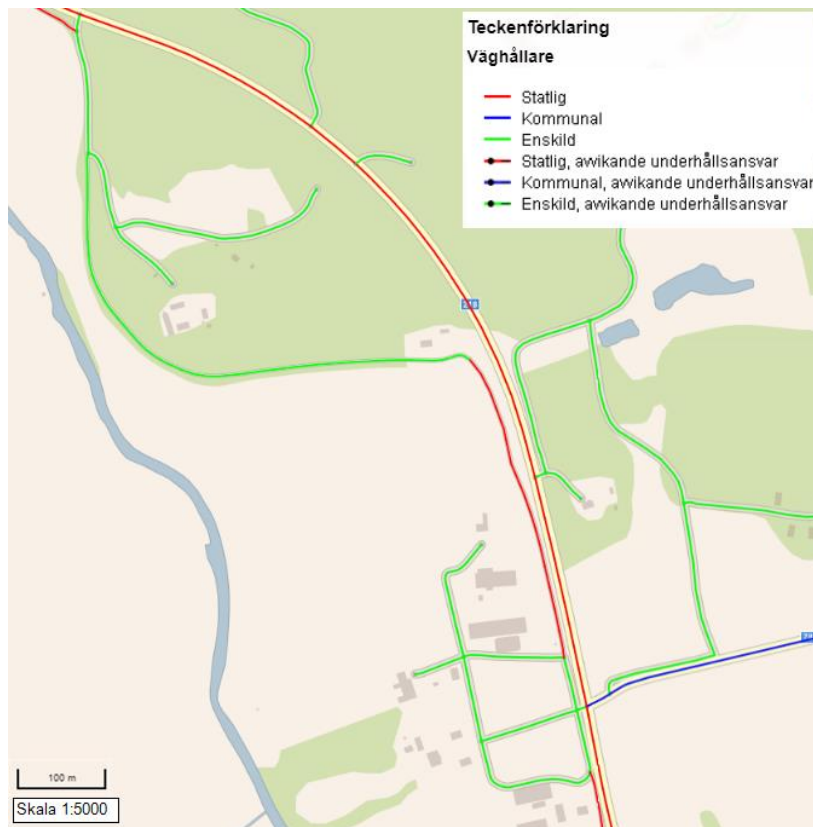 Teckenförklaring
Väghållare
Statlig
Kommunal
Enskild
Statlig, avvikande underhållsansvar
Kommunal, avvikande underhållsansvar
Enskild, avvikande underhållsansvar
100 m
Skala 1:5000